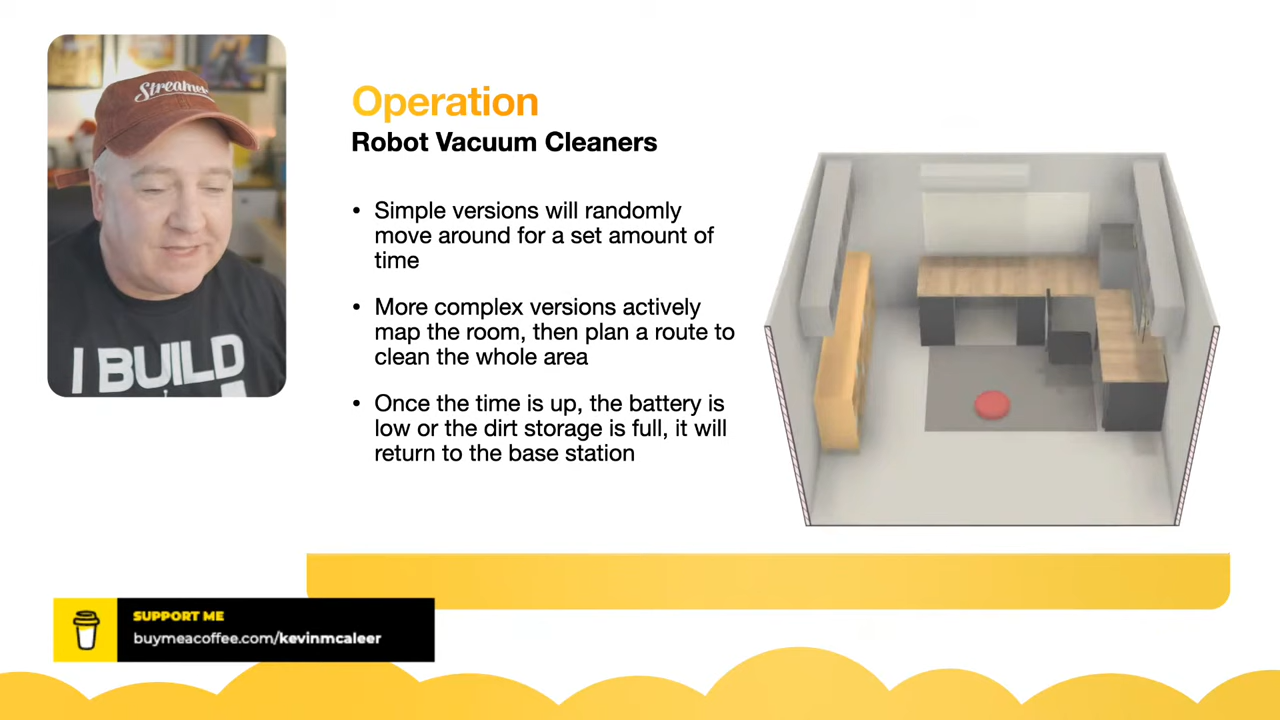 Streamer
I BUILD
Operation
Robot Vacuum Cleaners
• Simple versions will randomly
move around for a set amount of
time
• More complex versions actively
map the room, then plan a route to
clean the whole area
• Once the time is up, the battery is
low or the dirt storage is full, it will
return to the base station
SUPPORT ME
buymeacoffee.com/kevinmcaleer